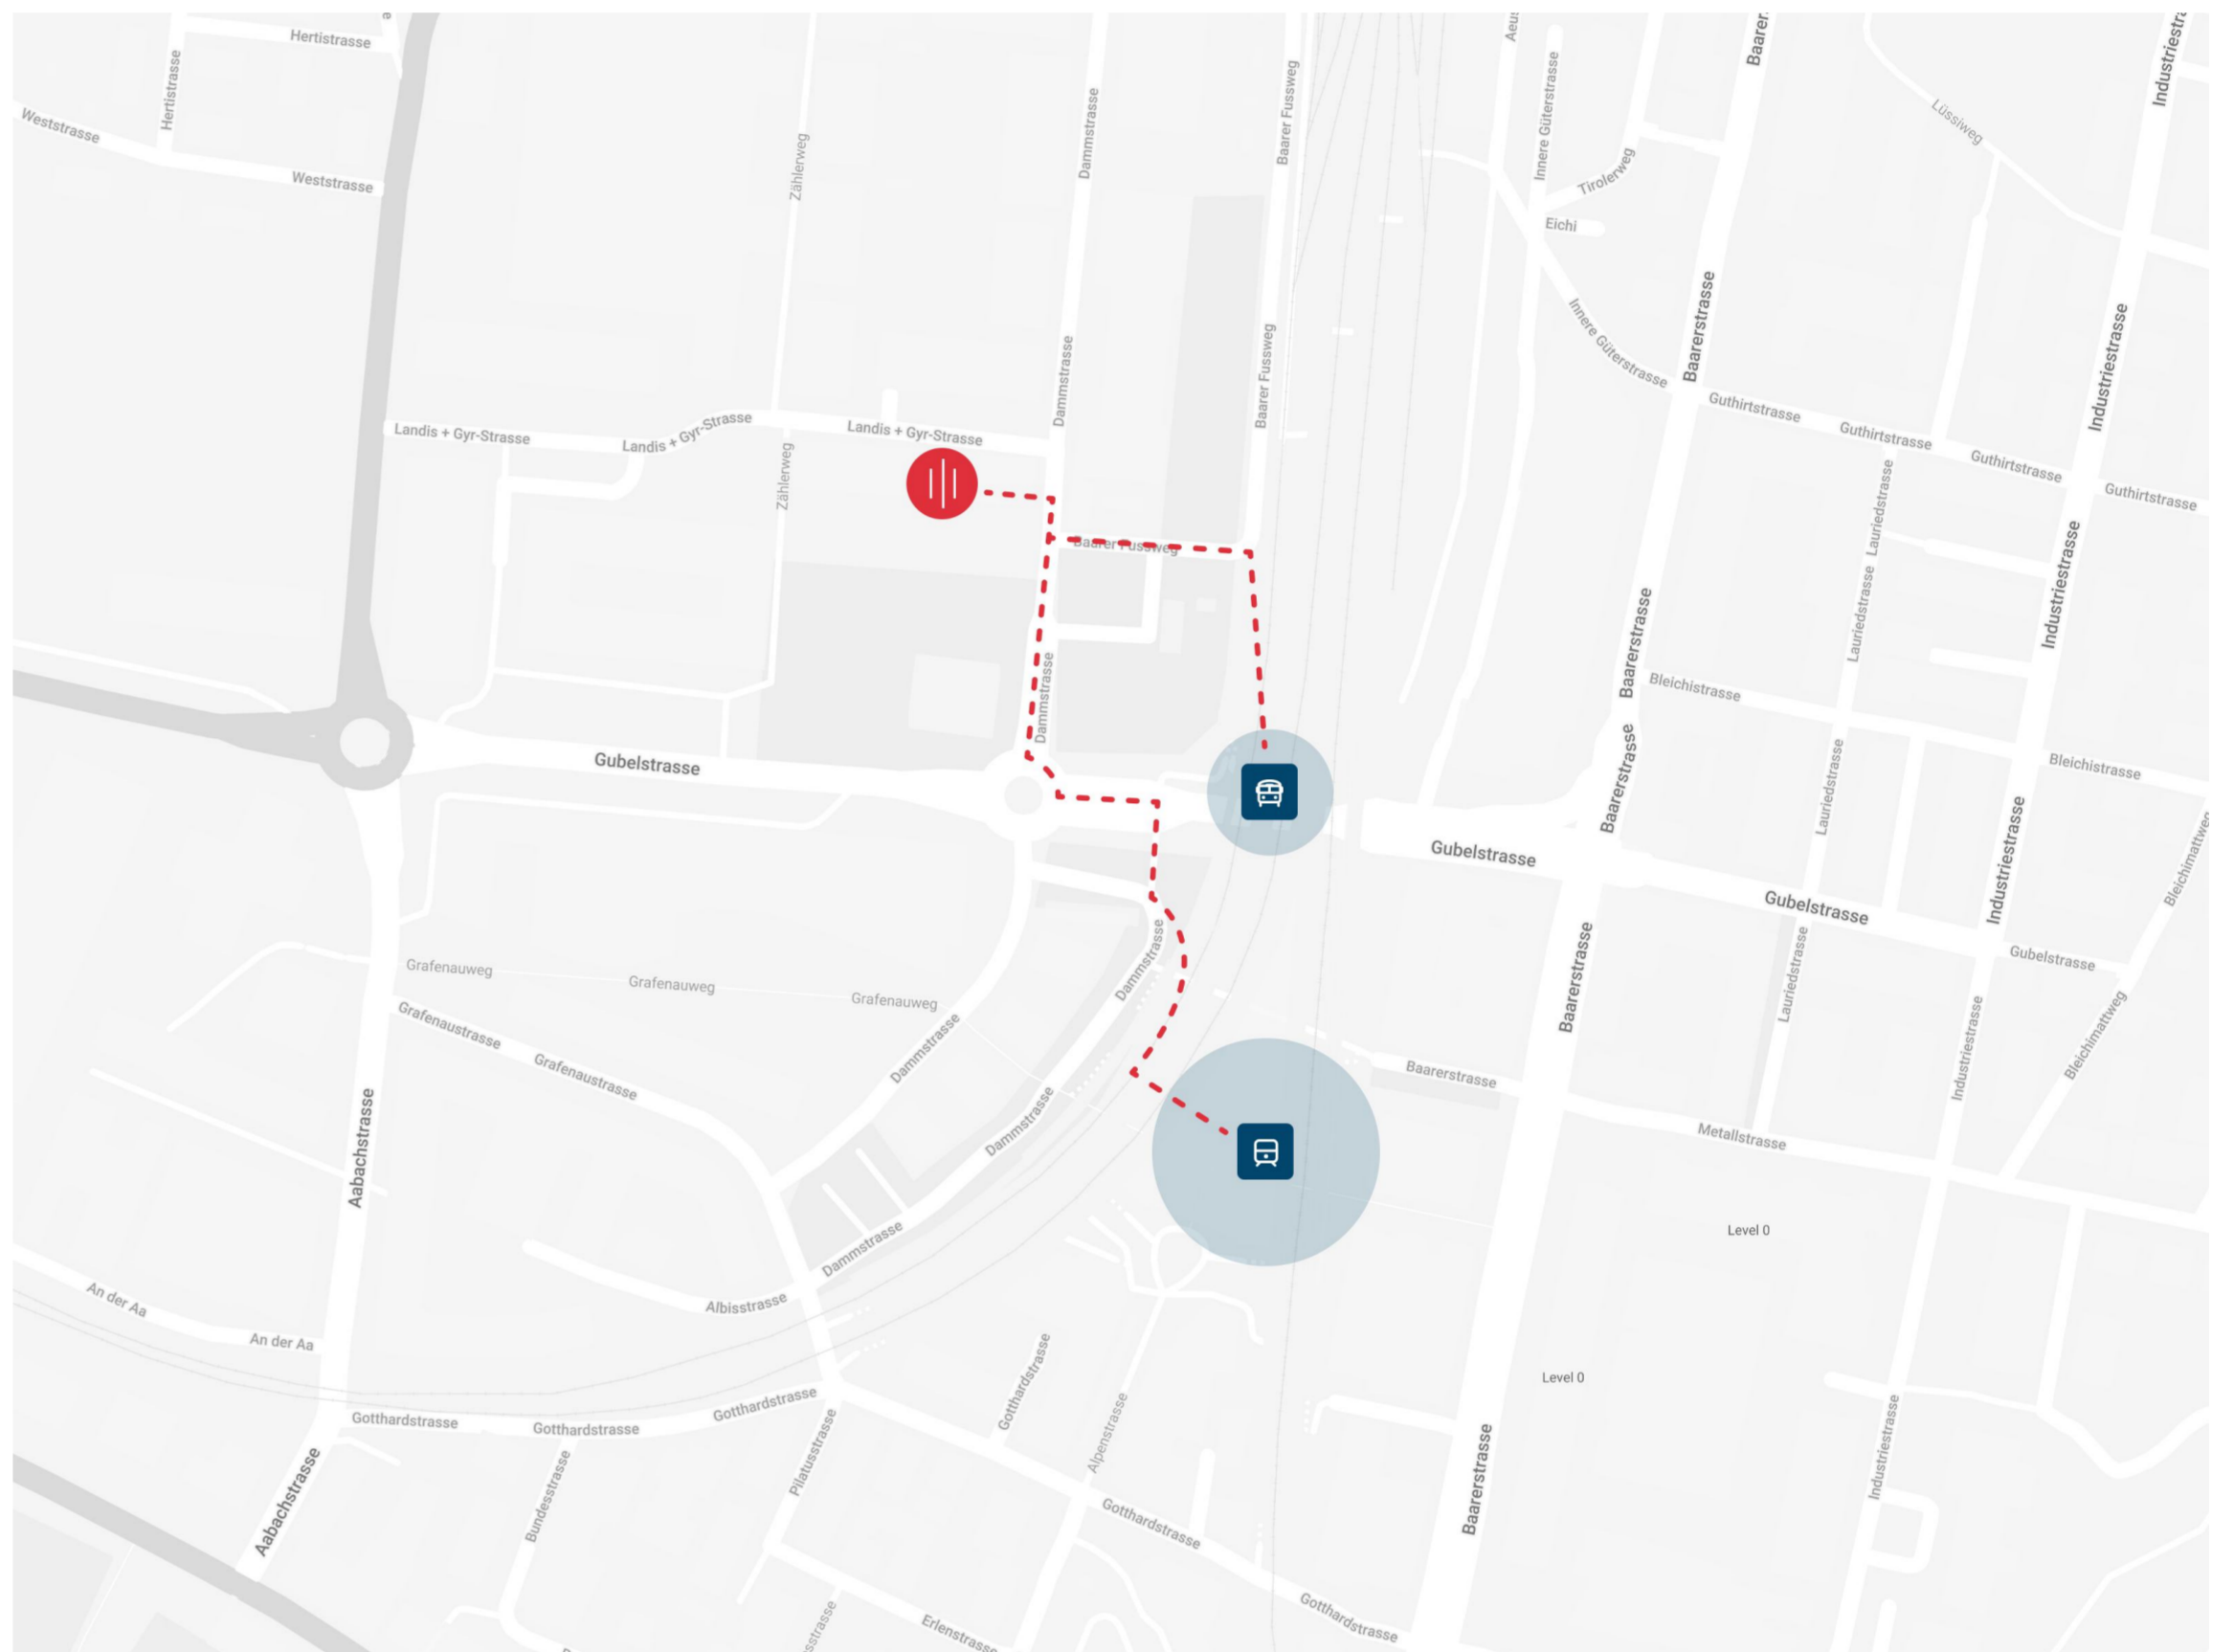 Hertistrasse
Hertistrasse
Weststrasse
Weststrasse
Zählerweg
Dammstrasse
Baarer Fussweg
Innere Güterstrasse
Tirolerweg
Eichi
Lüssiweg
Industriestrasse
Baarerstrasse
Innere Güterstrasse
Industriestrasse
Dammstrasse
Baarer Fussweg
Landis + Gyr-Strasse
Landis + Gyr-Strasse
Landis + Gyr-Strasse
Zählerweg
Guthirtstrasse
Guthirtstrasse
Guthirtstrasse
Guthirtstrasse
Lauriedstrasse
Baarer Fussweg
Industriestrasse
Lauriedstrasse
Baarerstrasse
Dammstrasse
Bleichistrasse
Bleichistrasse
Gubelstrasse
Baarerstrasse
Lauriedstrasse
Industriestrasse
Bleichimattweg
Gubelstrasse
Gubelstrasse
Gubelstrasse
Lauriedstrasse
Baarerstrasse
Dammstrasse
Grafenauweg
Grafenauweg
Grafenauweg
Grafenaustrasse
Grafenaustrasse
Dammstrasse
Dammstrasse
Baarerstrasse
Industriestrasse
Bleichimattweg
Metallstrasse
Aabachstrasse
Level 0
Dammstrasse
Albisstrasse
An der Aa
An der Aa
Level 0
Gotthardstrasse
Gotthardstrasse
Gotthardstrasse
Gotthardstrasse
Alpenstrasse
Pilatusstrasse
Bundesstrasse
Aabachstrasse
Baarerstrasse
Industriestrasse
Gotthardstrasse
Gotthardstrasse
Erlenstrasse